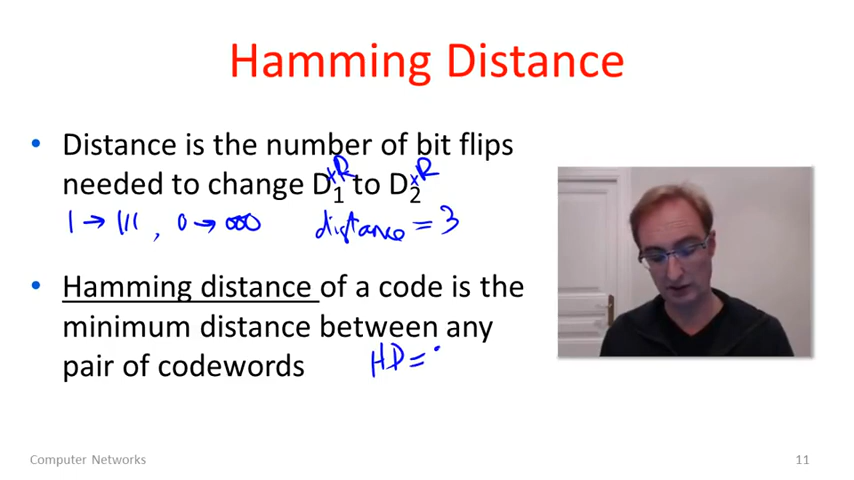 Hamming Distance
• Distance is the number of bit flips
needed to change D1+R to D2+R
1 → 111, 0 → 000 distance = 3
• Hamming distance of a code is the
minimum distance between any
pair of codewords
HD =
Computer Networks
11